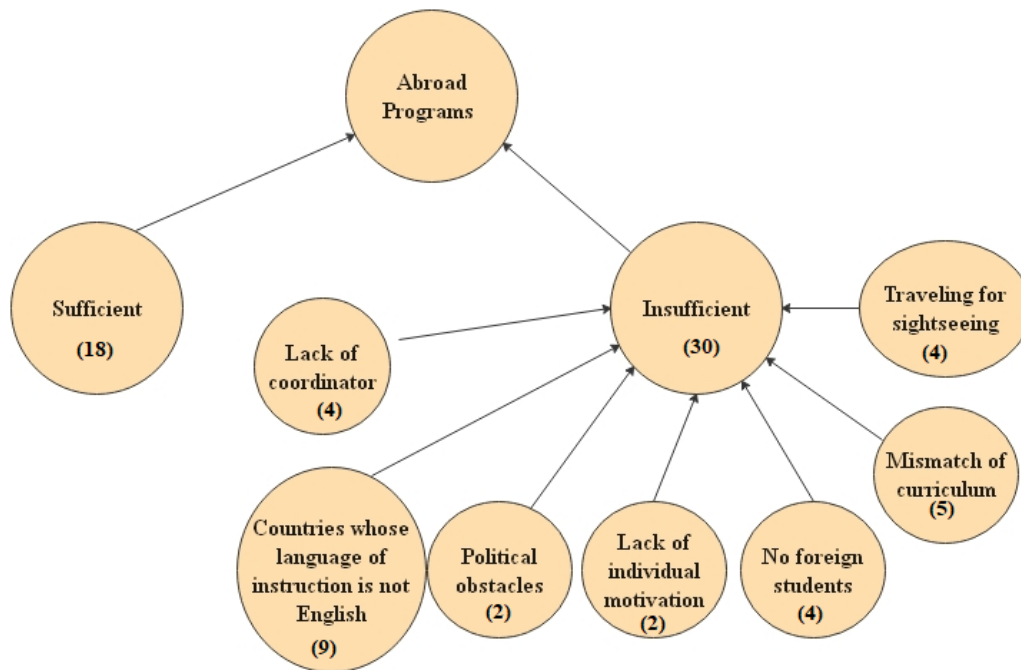 Abroad
Programs
Sufficient
(18)
Insufficient
(30)
Traveling for
sightseeing
(4)
Lack of
coordinator
(4)
Mismatch of
curriculum
(5)
Countries whose
language of
instruction is not
English
(9)
Political
obstacles
(2)
Lack of
individual
motivation
(2)
No foreign
students
(4)